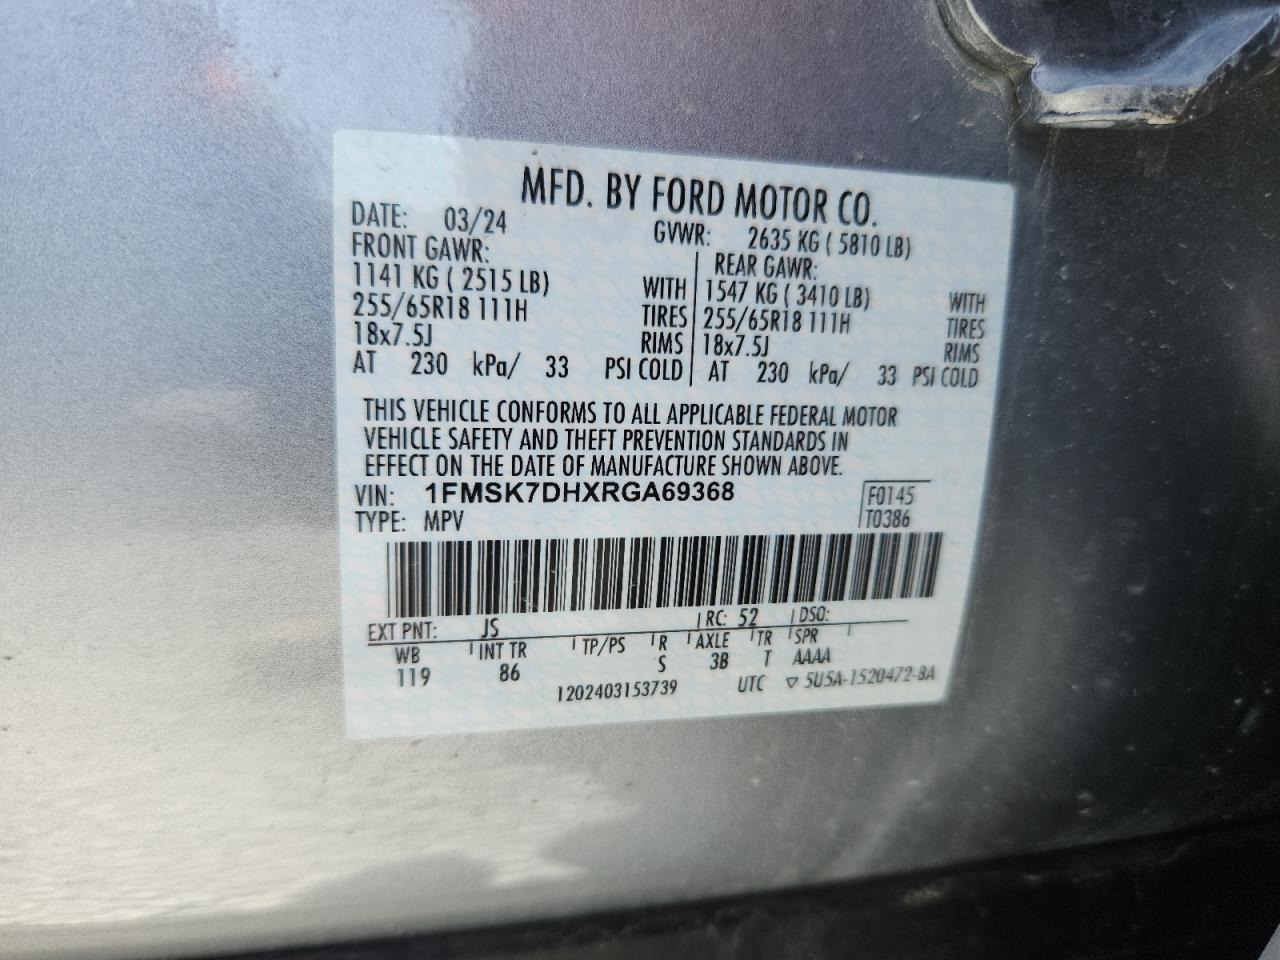 MFD. BY FORD MOTOR CO.
DATE: 03/24 GVWR: 2635 KG ( 5810 LB)
FRONT GAWR: REAR GAWR:
1141 KG ( 2515 LB) WITH 1547 KG ( 3410 LB) WITH
255/65R18 111H TIRES 255/65R18 111H TIRES
18x7.5J RIMS 18x7.5J RIMS
AT 230 kPa/ 33 PSI COLD AT 230 kPa/ 33 PSI COLD
THIS VEHICLE CONFORMS TO ALL APPLICABLE FEDERAL MOTOR
VEHICLE SAFETY AND THEFT PREVENTION STANDARDS IN
EFFECT ON THE DATE OF MANUFACTURE SHOWN ABOVE.
VIN: 1FMSK7DHXRGA69368 F0145
TYPE: MPV T0386
EXT PNT: JS RC: 52 DSO:
WB INT TR TP/PS R AXLE TR SPR
119 86 S 3B T AAAA
1202403153739 UTC ▽ 5U5A-1520472-BA